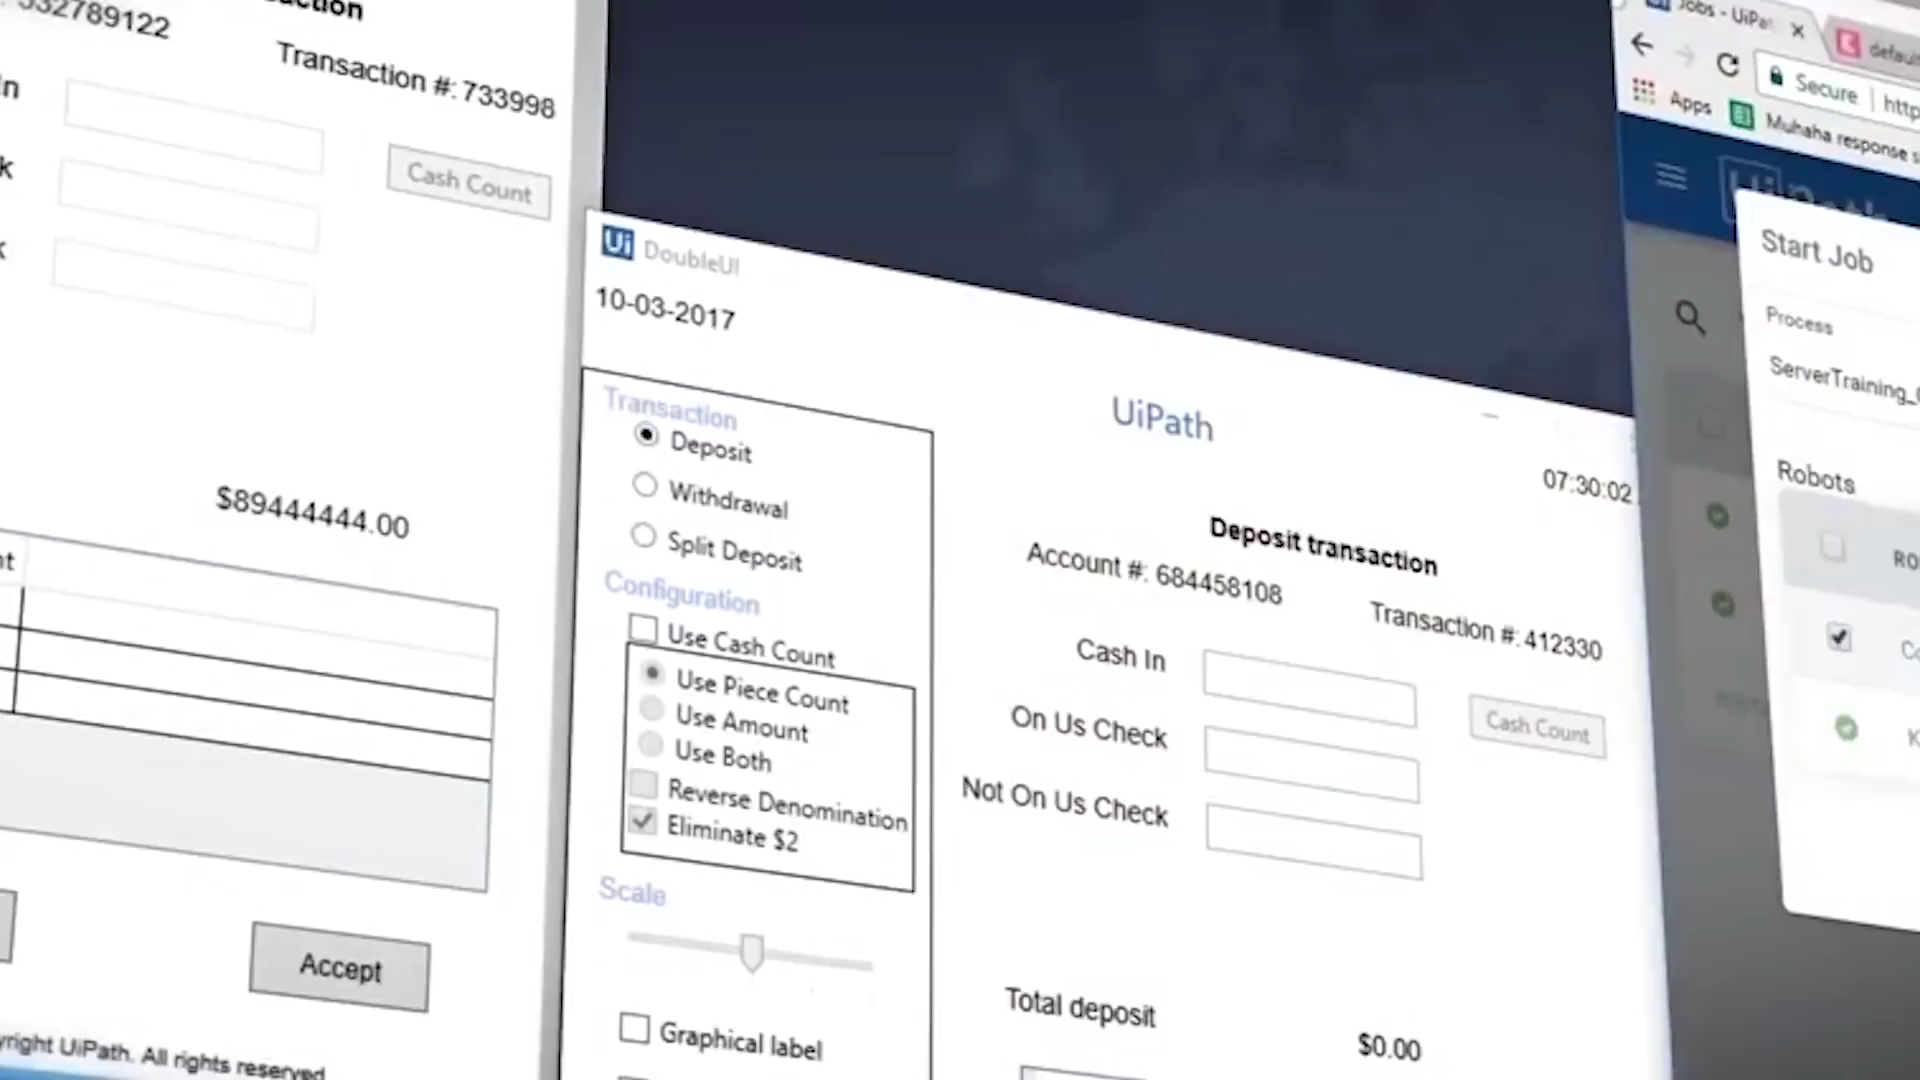 Transaction #: 733998
Cash Count
$89444444.00
Accept
UiPath. All rights reserved
Ui DoubleUI
10-03-2017
UiPath
07:30:02
Transaction
Deposit
Withdrawal
Split Deposit
Configuration
Use Cash Count
Use Piece Count
Use Amount
Use Both
Reverse Denomination
Eliminate $2
Scale
Graphical label
Deposit transaction
Account #: 684458108
Transaction #: 412330
Cash In
Cash Count
On Us Check
Not On Us Check
Total deposit
$0.00
Jobs - UiPat
default
Secure | http
Apps
Muhaha response s
Start Job
Process
ServerTraining_
Robots
RO
Co
K